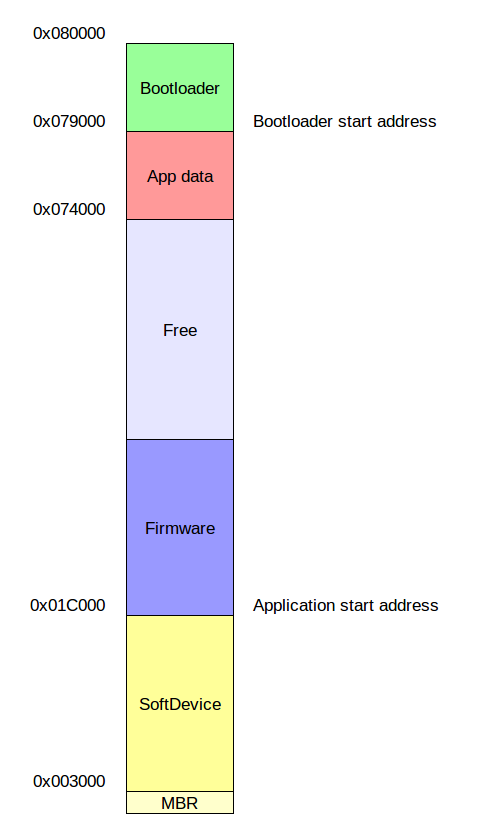 0x080000
Bootloader
0x079000
Bootloader start address
App data
0x074000
Free
Firmware
0x01C000
Application start address
SoftDevice
0x003000
MBR